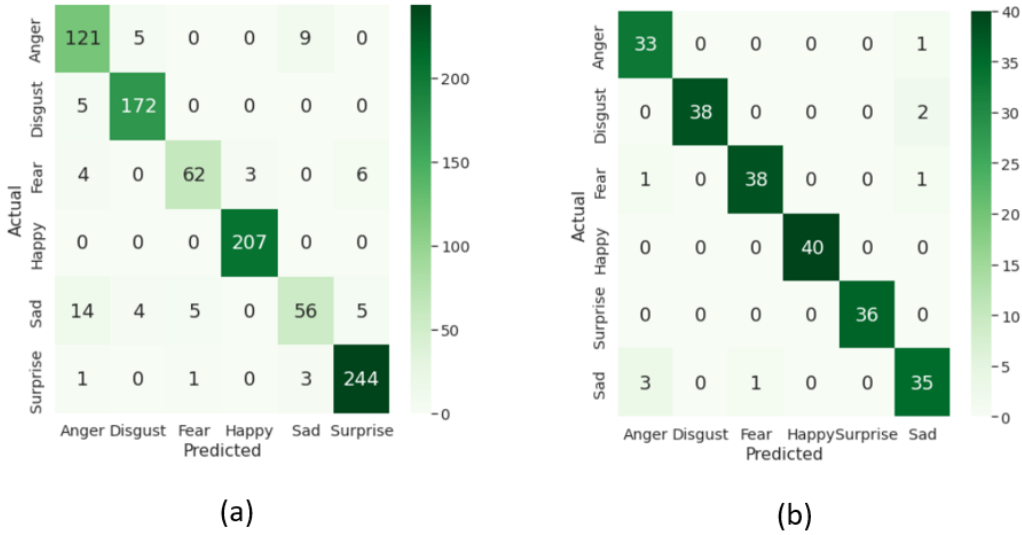 Actual
Anger 121 5 0 0 9 0
Disgust 5 172 0 0 0 0
Fear 4 0 62 3 0 6
Happy 0 0 0 207 0 0
Sad 14 4 5 0 56 5
Surprise 1 0 1 0 3 244
Anger Disgust Fear Happy Sad Surprise
Predicted
200
150
100
50
0
(a)
Actual
Anger 33 0 0 0 0 1
Disgust 0 38 0 0 0 2
Fear 1 0 38 0 0 1
Happy 0 0 0 40 0 0
Surprise 0 0 0 0 36 0
Sad 3 0 1 0 0 35
Anger Disgust Fear Happy Surprise Sad
Predicted
40
35
30
25
20
15
10
5
0
(b)